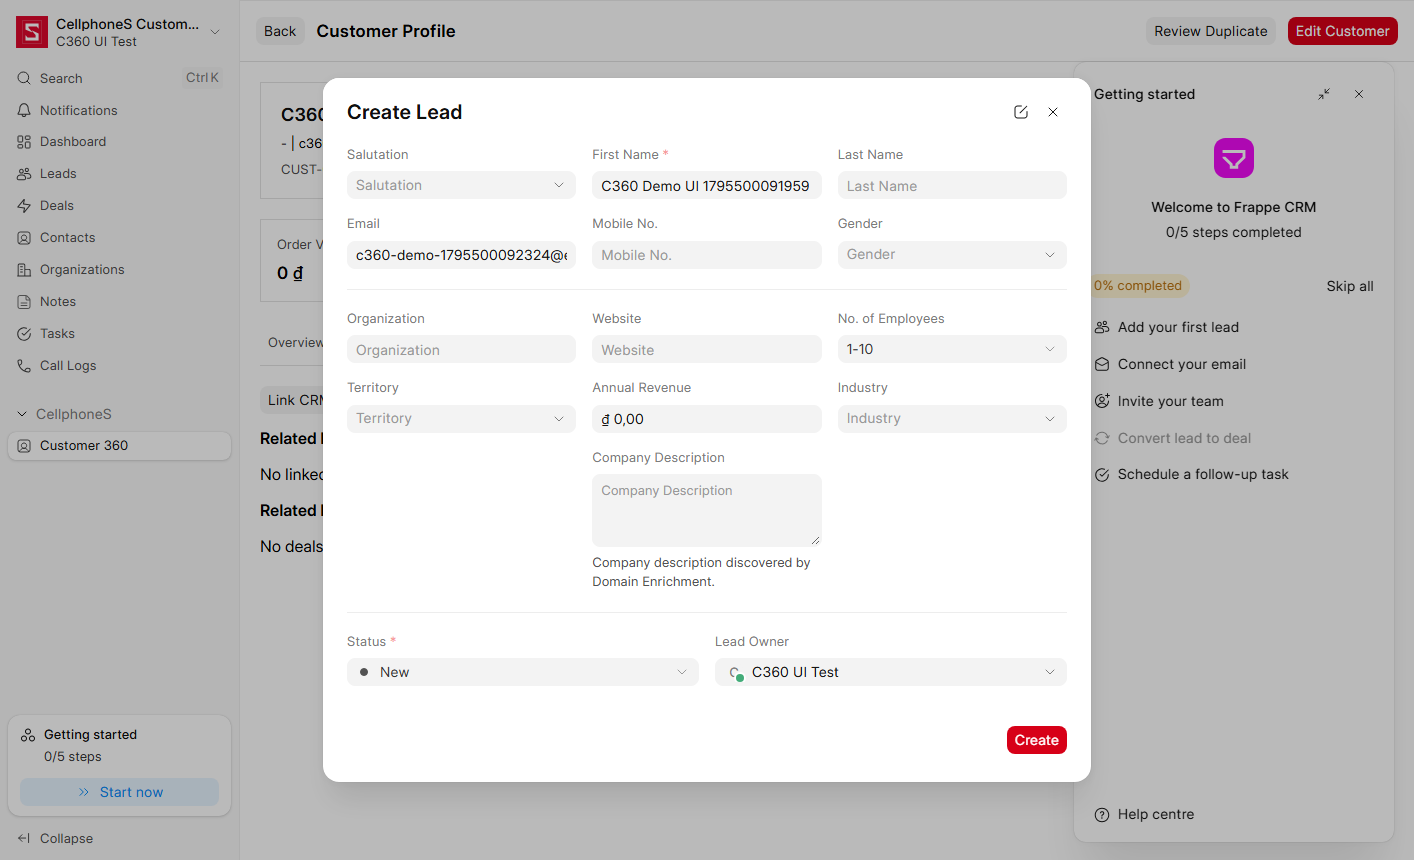 CellphoneS Custom...
C360 UI Test
Search
Ctrl K
Notifications
Dashboard
Leads
Deals
Contacts
Organizations
Notes
Tasks
Call Logs
CellphoneS
Customer 360
Getting started
0/5 steps
Start now
Collapse
Back
Customer Profile
Review Duplicate
Edit Customer
C360
- | c36
CUST-
Order V
0 ₫
Overview
Link CRM
Related
No linked
Related
No deals
Create Lead
Salutation
First Name *
Last Name
Salutation
C360 Demo UI 1795500091959
Last Name
Email
Mobile No.
Gender
c360-demo-1795500092324@e
Mobile No.
Gender
Organization
Website
No. of Employees
Organization
Website
1-10
Territory
Annual Revenue
Industry
Territory
₫ 0,00
Industry
Company Description
Company Description
Company description discovered by
Domain Enrichment.
Status *
Lead Owner
New
C360 UI Test
Create
Getting started
Welcome to Frappe CRM
0/5 steps completed
0% completed
Skip all
Add your first lead
Connect your email
Invite your team
Convert lead to deal
Schedule a follow-up task
Help centre